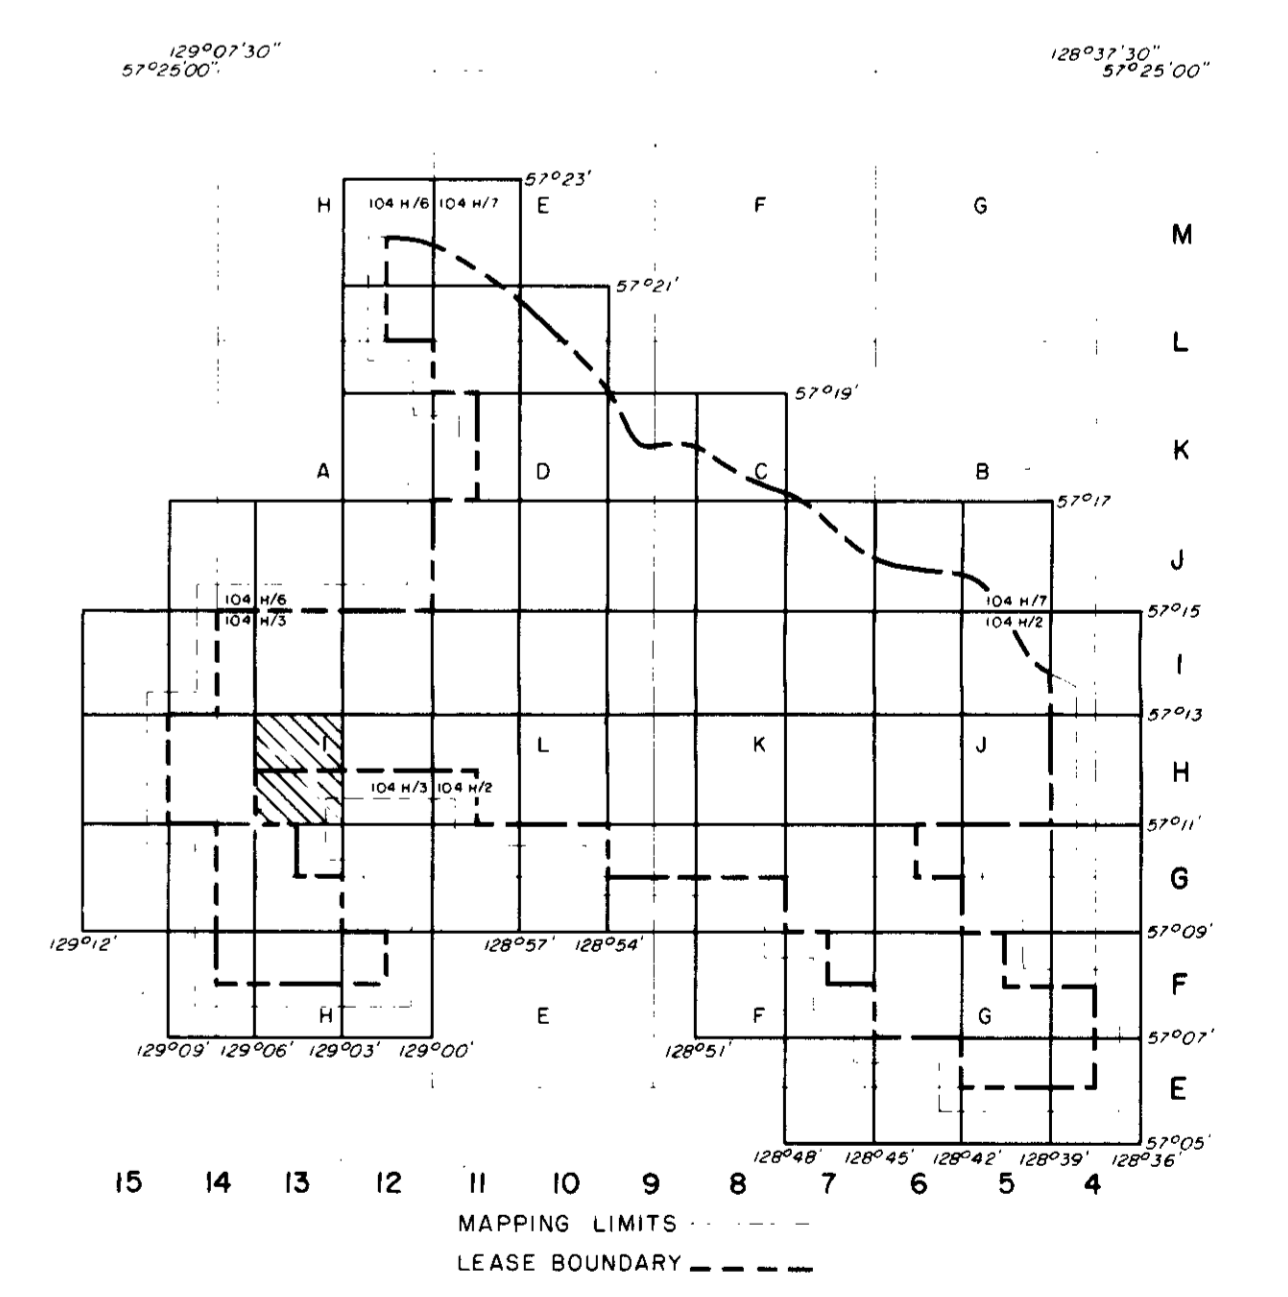 129°07'30" 128°37'30"
57°25'00" 57°25'00"
57°23'
H 104 H/6 104 H/7 E F G
M
57°21'
L
57°19'
K
A D C B
57°17
J
104 H/6 104 H/7
57°15
104 H/3 104 H/2
I
57°13
L K J
H
104 H/3 104 H/2
57°11'
G
57°09'
129°12' 128°57' 128°54'
F
H E F G
57°07'
129°09' 129°06' 129°03' 129°00' 128°51'
E
57°05'
128°48' 128°45' 128°42' 128°39' 128°36'
15 14 13 12 11 10 9 8 7 6 5 4
MAPPING LIMITS
LEASE BOUNDARY